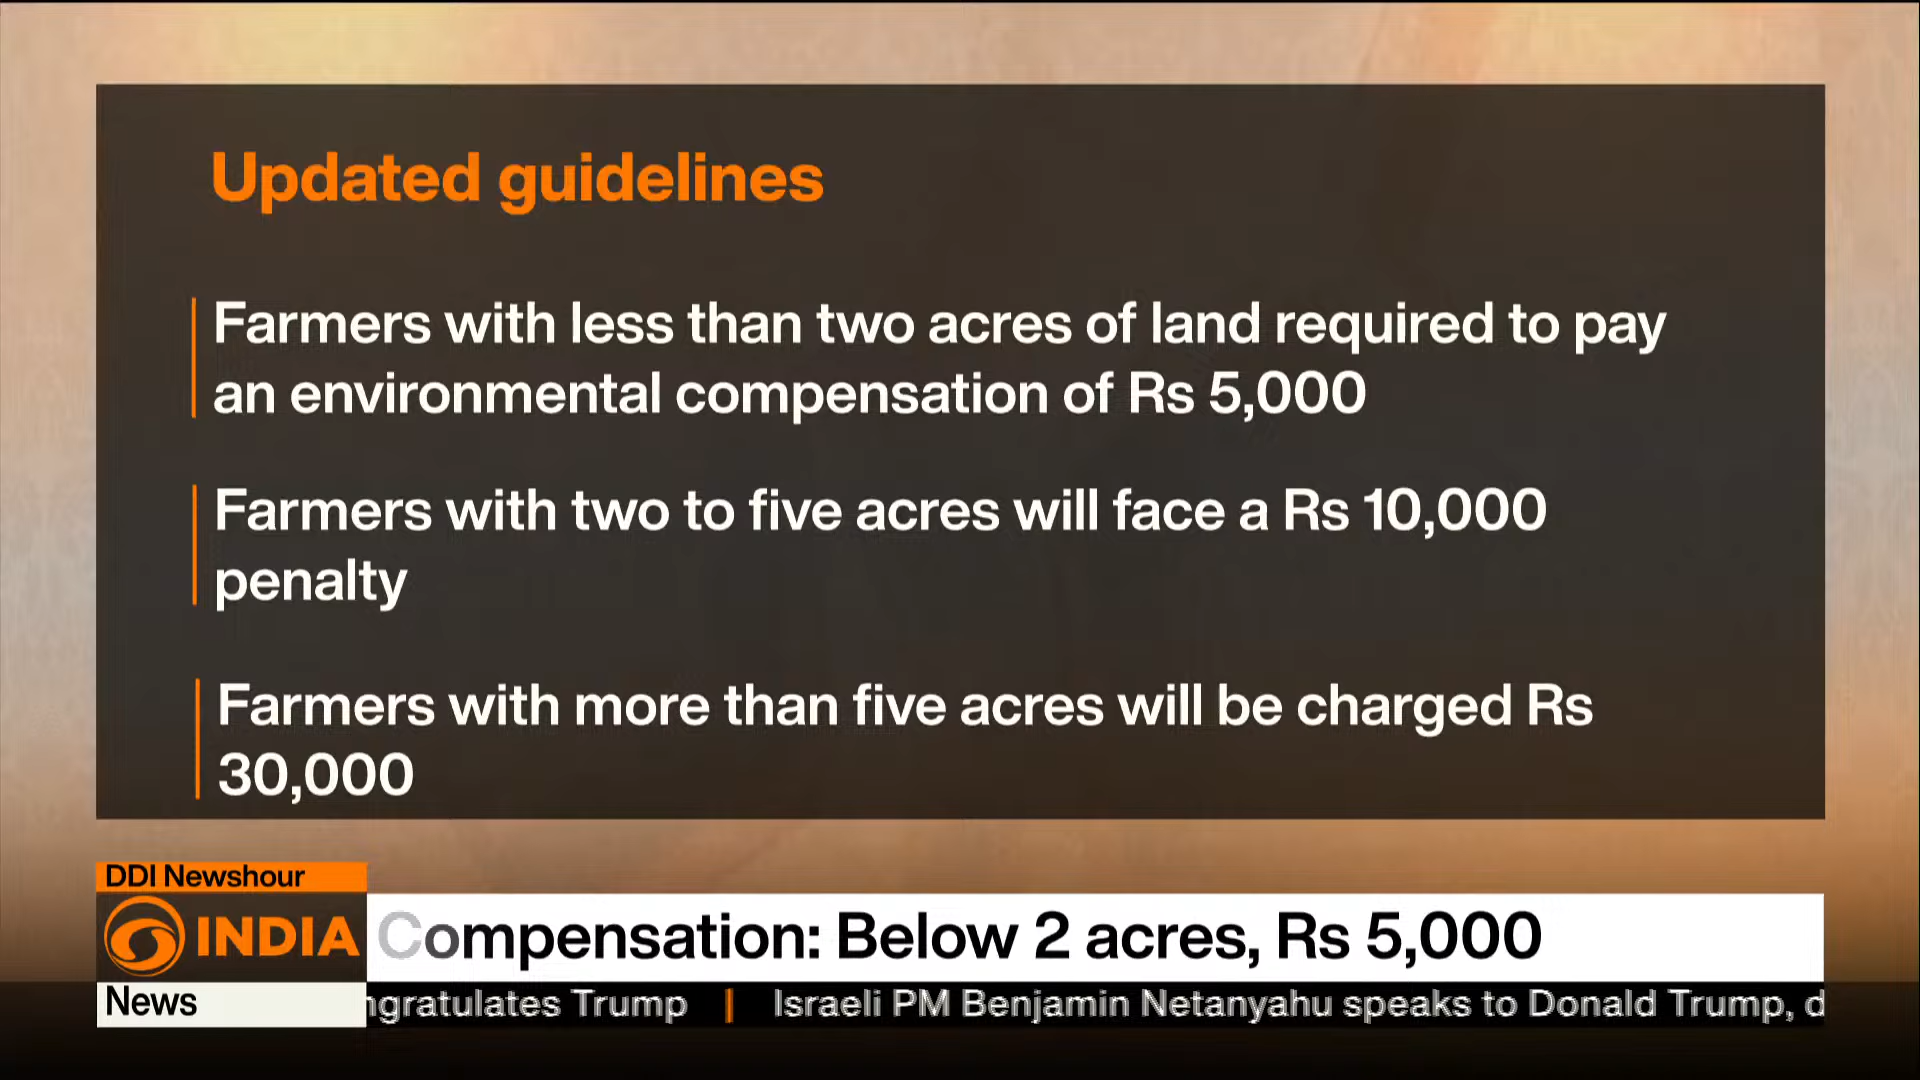 Updated guidelines
Farmers with less than two acres of land required to pay
an environmental compensation of Rs 5,000
Farmers with two to five acres will face a Rs 10,000
penalty
Farmers with more than five acres will be charged Rs
30,000
DDI Newshour
INDIA
Compensation: Below 2 acres, Rs 5,000
News
ngratulates Trump | Israeli PM Benjamin Netanyahu speaks to Donald Trump, d